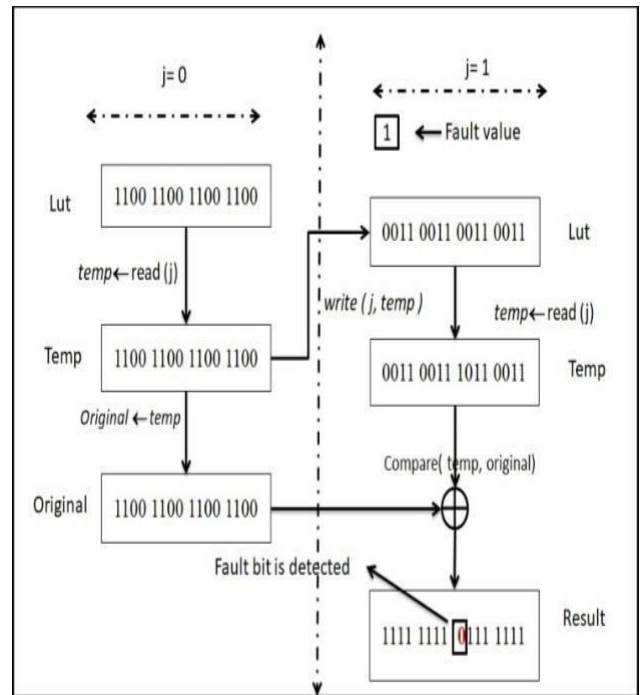 j= 0
Lut
1100 1100 1100 1100
temp←read (j)
Temp
1100 1100 1100 1100
Original ←temp
Original
1100 1100 1100 1100
j= 1
1 ← Fault value
0011 0011 0011 0011
Lut
write ( j, temp )
temp←read (j)
0011 0011 1011 0011
Temp
Compare( temp, original)
Fault bit is detected
1111 1111 0111 1111
Result